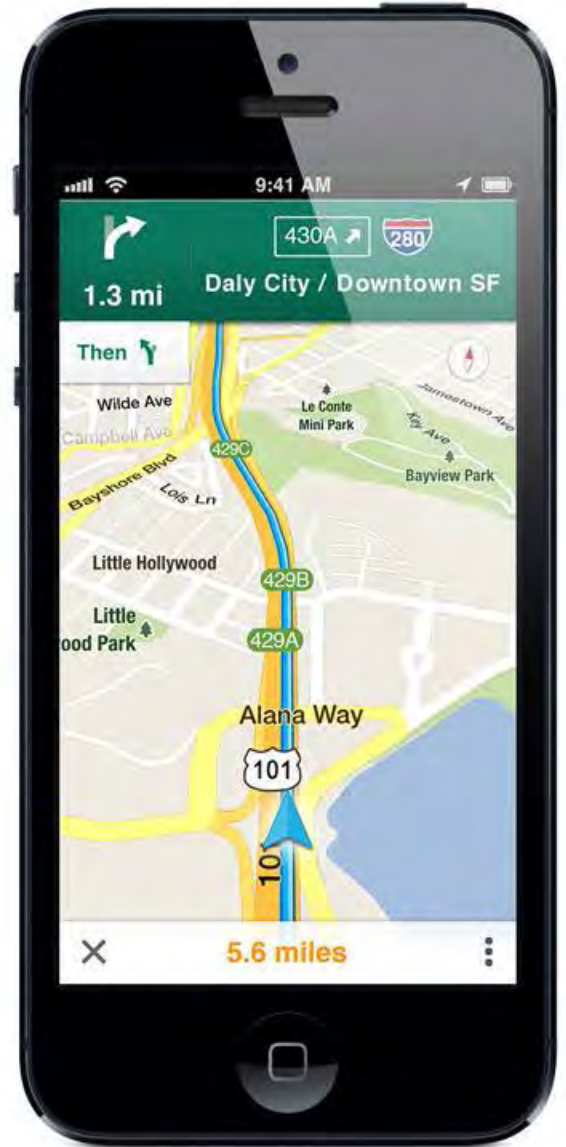 9:41 AM
430A 280
1.3 mi
Daly City / Downtown SF
Then
Wilde Ave
Campbell Ave
Le Conte
Mini Park
Jamestown Ave
Key Ave
429C
Bayshore Blvd
Bayview Park
Lois Ln
Little Hollywood
429B
Little
ood Park
429A
Alana Way
101
101
5.6 miles